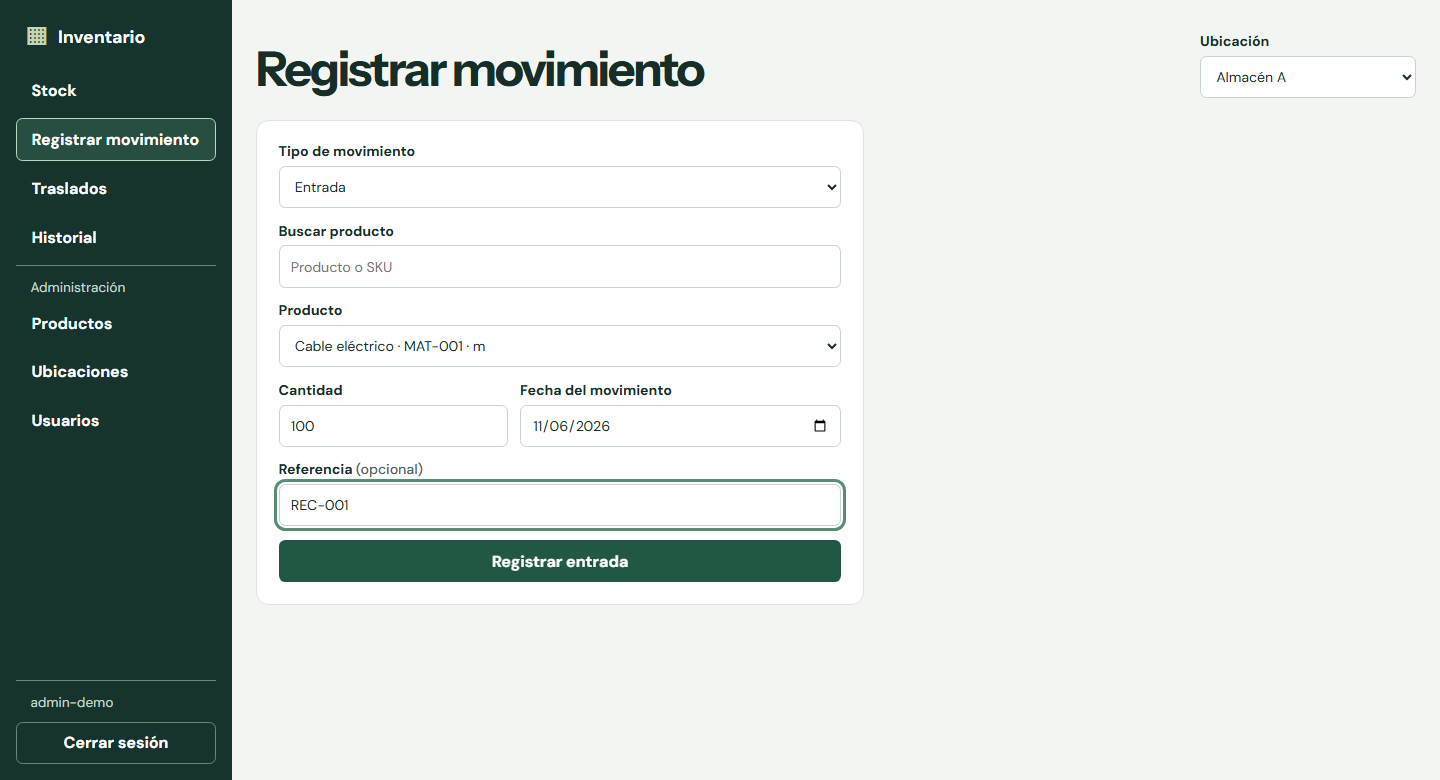 Inventario
Stock
Registrar movimiento
Traslados
Historial
Administración
Productos
Ubicaciones
Usuarios
admin-demo
Cerrar sesión
Registrar movimiento
Ubicación
Almacén A
Tipo de movimiento
Entrada
Buscar producto
Producto o SKU
Producto
Cable eléctrico · MAT-001 · m
Cantidad
100
Fecha del movimiento
11/06/2026
Referencia (opcional)
REC-001
Registrar entrada